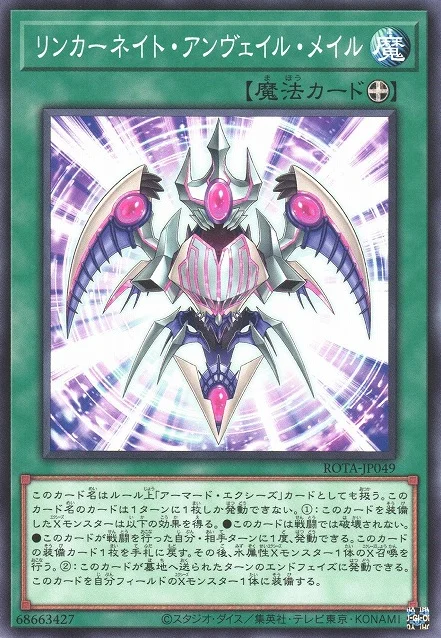 リンカーネイト・アンヴェイル・メイル
魔
【魔法カード】
ROTA-JP049
このカード名はルール上「アーマード・エクシーズ」カードとしても扱う。この
カード名のカードは1ターンに1枚しか発動できない。①:このカードを装備
したXモンスターは以下の効果を得る。●このカードは戦闘では破壊されない。
●このカードが戦闘を行った自分・相手ターンに1度、発動できる。このカード
の装備カード1枚を手札に戻す。その後、水属性Xモンスター1体のX召喚を
行う。②:このカードが墓地へ送られたターンのエンドフェイズに発動できる。
このカードを自分フィールドのXモンスター1体に装備する。
68663427
©スタジオ・ダイス/集英社・テレビ東京・KONAMI